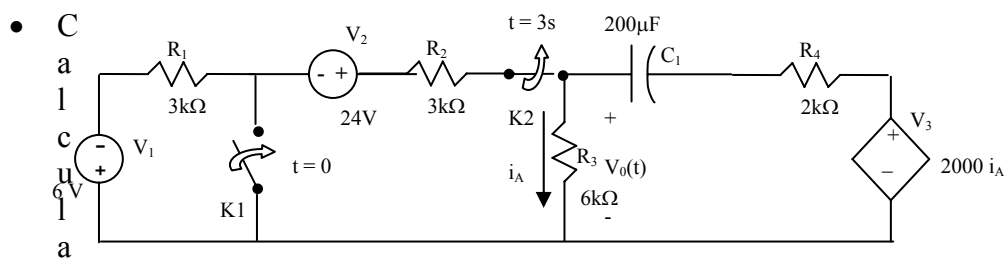 • Calcula
t = 3s
200μF
V2
R1
R2
C1
R4
- +
3kΩ
24V
3kΩ
K2
+
2kΩ
V3
-
+
V1
6 V
t = 0
K1
iA
R3
V0(t)
6kΩ
-
+
–
2000 iA